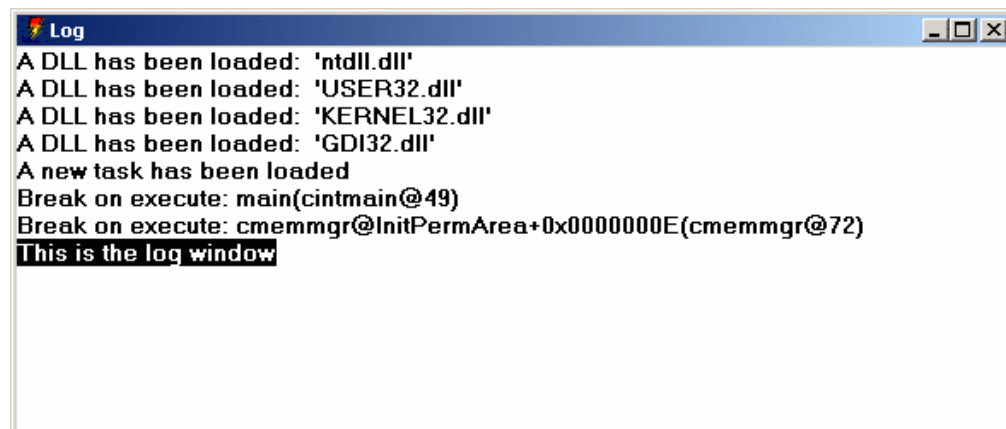 Log
A DLL has been loaded:  'ntdll.dll'
A DLL has been loaded:  'USER32.dll'
A DLL has been loaded:  'KERNEL32.dll'
A DLL has been loaded:  'GDI32.dll'
A new task has been loaded
Break on execute: main(cintmain@49)
Break on execute: cmemmgr@InitPermArea+0x0000000E(cmemmgr@72)
This is the log window